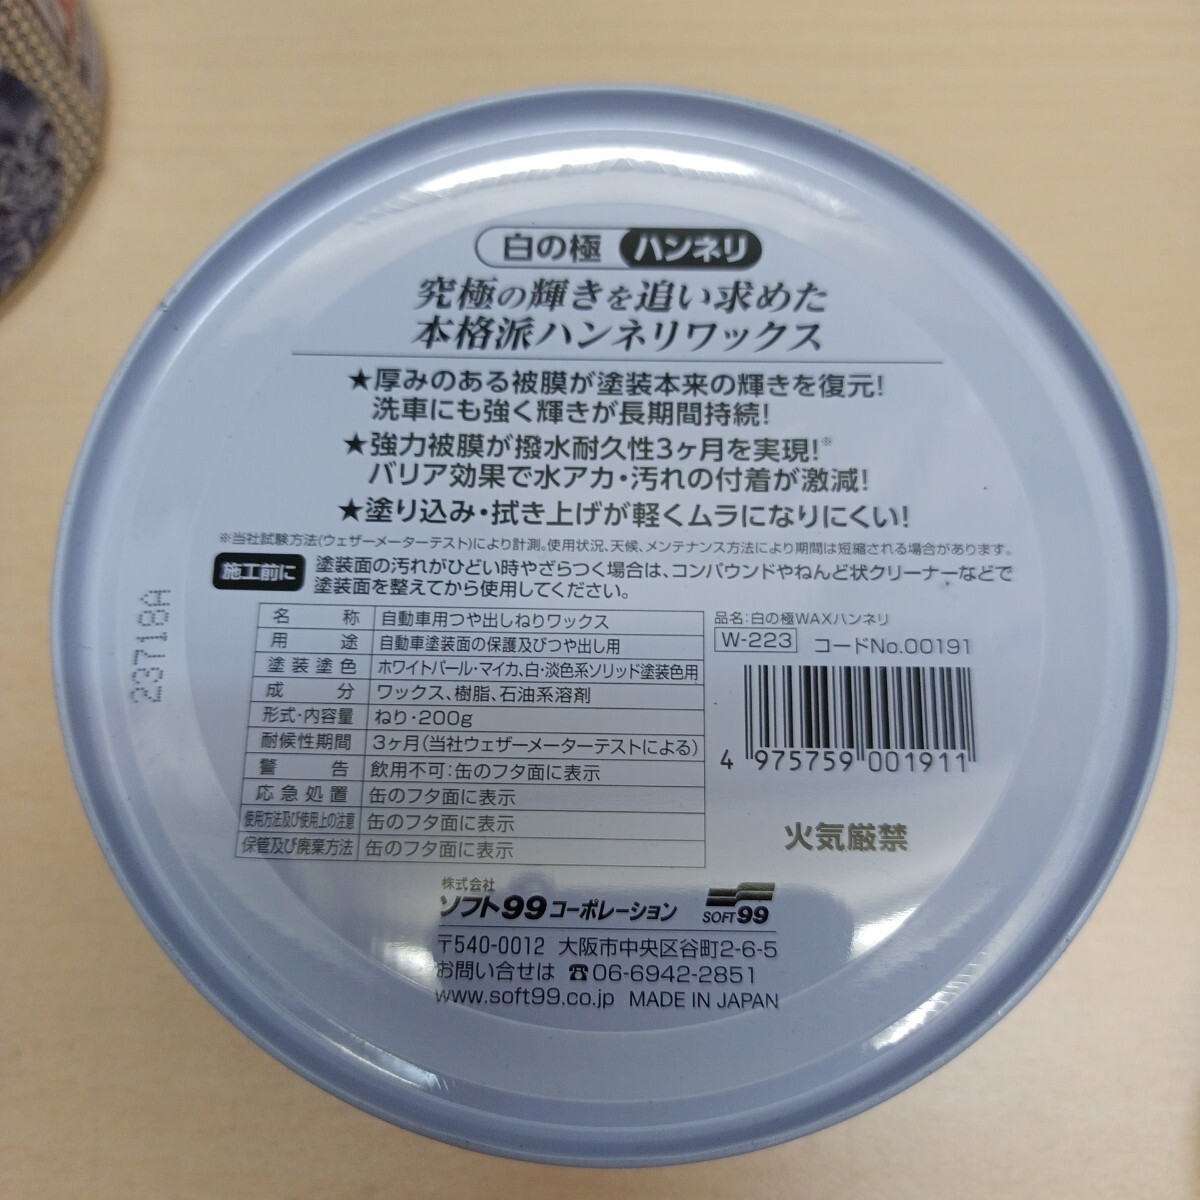 白の極 ハンネリ
究極の輝きを追い求めた
本格派ハンネリワックス
★厚みのある被膜が塗装本来の輝きを復元!
洗車にも強く輝きが長期間持続!
★強力被膜が撥水耐久性3ヶ月を実現!※
バリア効果で水アカ・汚れの付着が激減!
★塗り込み・拭き上げが軽くムラになりにくい!
※当社試験方法(ウェザーメーターテスト)により計測。使用状況、天候、メンテナンス方法により期間は短縮される場合があります。
施工前に 塗装面の汚れがひどい時やざらつく場合は、コンパウンドやねんど状クリーナーなどで
塗装面を整えてから使用してください。
名称 自動車用つや出しねりワックス
用途 自動車塗装面の保護及びつや出し用
塗装塗色 ホワイトパール・マイカ、白・淡色系ソリッド塗装色用
成分 ワックス、樹脂、石油系溶剤
形式・内容量 ねり・200g
耐候性期間 3ヶ月(当社ウェザーメーターテストによる)
警告 飲用不可:缶のフタ面に表示
応急処置 缶のフタ面に表示
使用方法及び使用上の注意 缶のフタ面に表示
保管及び廃棄方法 缶のフタ面に表示
品名:白の極WAXハンネリ
W-223 コードNo.00191
4 975759 001911
火気厳禁
株式会社
ソフト99コーポレーション SOFT99
〒540-0012 大阪市中央区谷町2-6-5
お問い合せは ☎06-6942-2851
www.soft99.co.jp MADE IN JAPAN
23718A